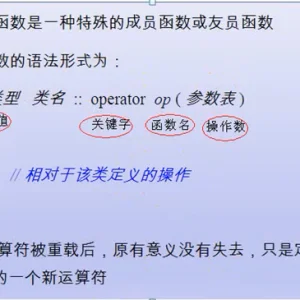 函数是一种特殊的成员函数或友员函数
数的语法形式为：
类型 类名 :: operator op ( 参数表 )
值 关键字 函数名 操作数
// 相对于该类定义的操作
算符被重载后，原有意义没有失去，只是定
的一个新运算符